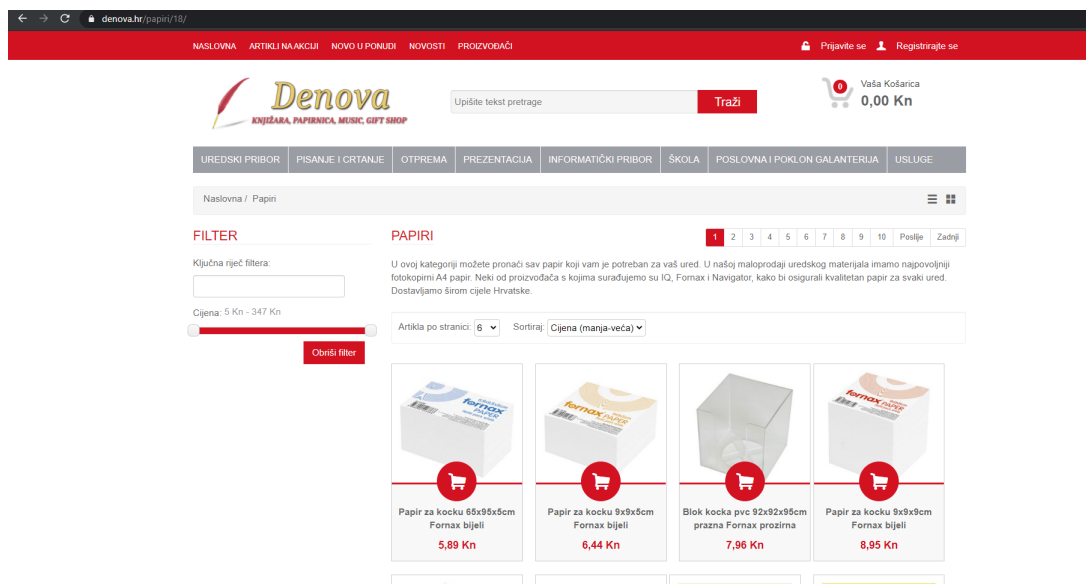 denova.hr/papiri/18/
NASLOVNA ARTIKLI NA AKCIJI NOVO U PONUDI NOVOSTI PROIZVOĐAČI Prijavite se Registrirajte se
Denova
KNJIŽARA, PAPIRNICA, MUSIC, GIFT SHOP
Upišite tekst pretrage Traži
0 Vaša Košarica
0,00 Kn
UREDSKI PRIBOR PISANJE I CRTANJE OTPREMA PREZENTACIJA INFORMATIČKI PRIBOR ŠKOLA POSLOVNA I POKLON GALANTERIJA USLUGE
Naslovna / Papiri
FILTER
Ključna riječ filtera:
Cijena: 5 Kn - 347 Kn
Obriši filter
PAPIRI 1 2 3 4 5 6 7 8 9 10 Poslije Zadnji
U ovoj kategoriji možete pronaći sav papir koji vam je potreban za vaš ured. U našoj maloprodaji uredskog materijala imamo najpovoljniji
fotokopirni A4 papir. Neki od proizvođača s kojima surađujemo su IQ, Fornax i Navigator, kako bi osigurali kvalitetan papir za svaki ured.
Dostavljamo širom cijele Hrvatske.
Artikla po stranici: 6 Sortiraj: Cijena (manja-veća)
fornax PAPER
fornax PAPER
fornax PAPER
Papir za kocku 65x95x5cm
Fornax bijeli
5,89 Kn
Papir za kocku 9x9x5cm
Fornax bijeli
6,44 Kn
Blok kocka pvc 92x92x95cm
prazna Fornax prozirna
7,96 Kn
Papir za kocku 9x9x9cm
Fornax bijeli
8,95 Kn